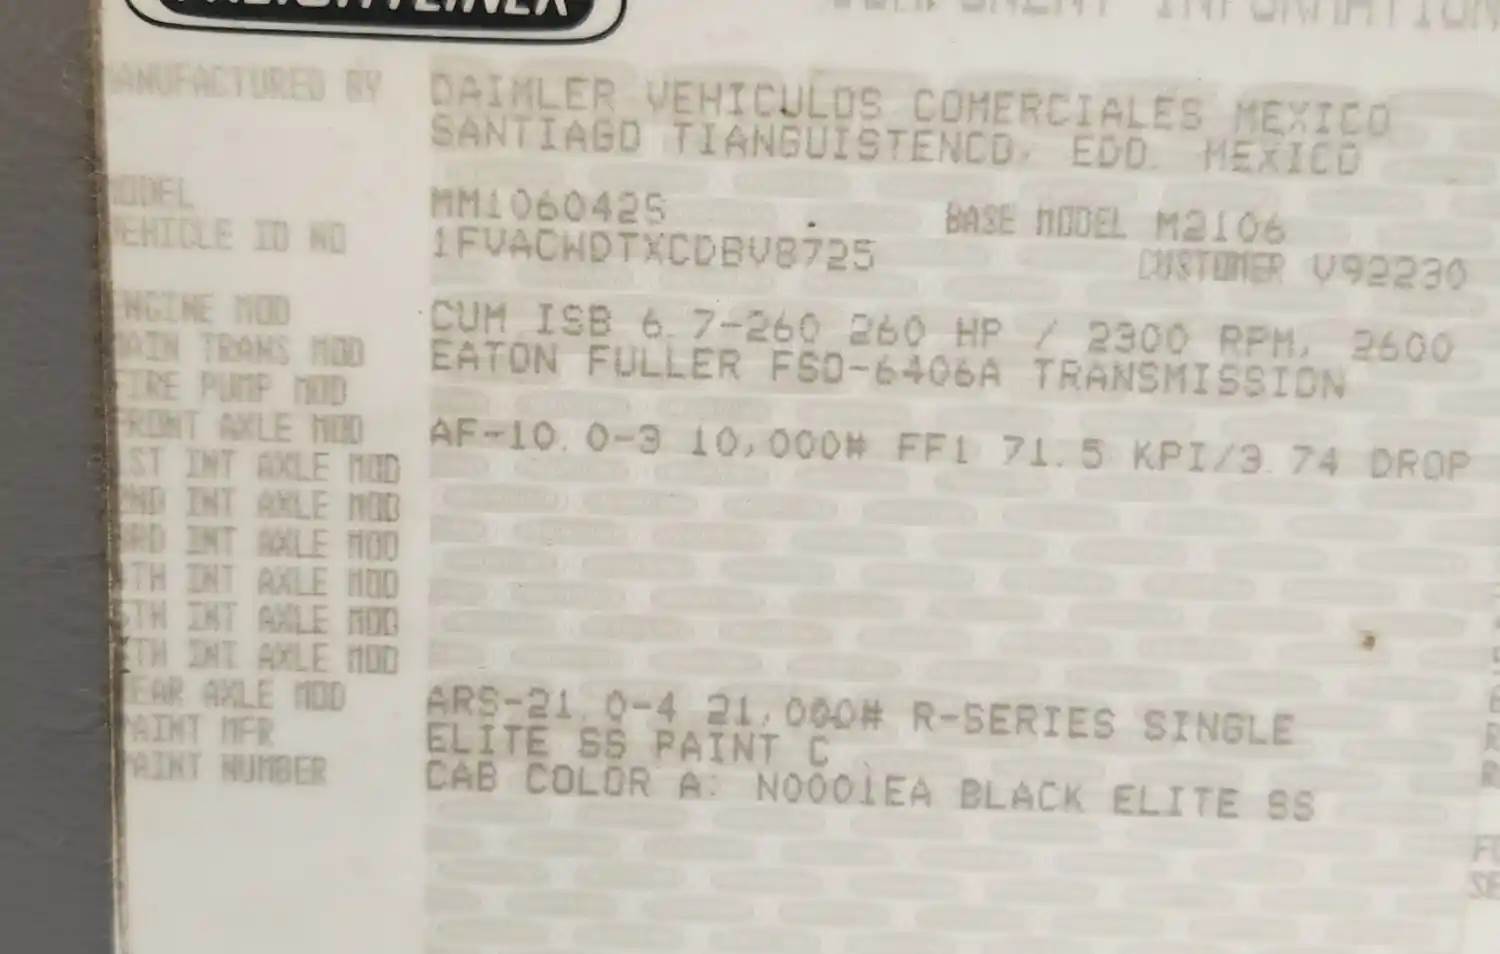 FREIGHTLINER
COMPONENT INFORMATION
MANUFACTURED BY DAIMLER VEHICULOS COMERCIALES MEXICO
SANTIAGO TIANGUISTENCO, EDO. MEXICO
MODEL MM106042S BASE MODEL M2106
VEHICLE ID NO 1FVACWDTXCDBV8725 CUSTOMER V92230
ENGINE MOD CUM ISB 6.7-260 260 HP / 2300 RPM, 2600
MAIN TRANS MOD EATON FULLER FSO-6406A TRANSMISSION
FIRE PUMP MOD
FRONT AXLE MOD AF-10.0-3 10,000# FF1 71.5 KPI/3.74 DROP
1ST INT AXLE MOD
2ND INT AXLE MOD
3RD INT AXLE MOD
4TH INT AXLE MOD
5TH INT AXLE MOD
6TH INT AXLE MOD
REAR AXLE MOD ARS-21.0-4 21,000# R-SERIES SINGLE
PAINT MFR ELITE SS PAINT C
PAINT NUMBER CAB COLOR A: N0001EA BLACK ELITE SS